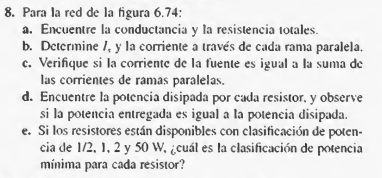 8. Para la red de la figura 6.74:
a. Encuentre la conductancia y la resistencia totales.
b. Determine I, y la corriente a través de cada rama paralela.
c. Verifique si la corriente de la fuente es igual a la suma de
las corrientes de ramas paralelas.
d. Encuentre la potencia disipada por cada resistor, y observe
si la potencia entregada es igual a la potencia disipada.
e. Si los resistores están disponibles con clasificación de poten-
cia de 1/2, 1, 2 y 50 W, ¿cuál es la clasificación de potencia
mínima para cada resistor?